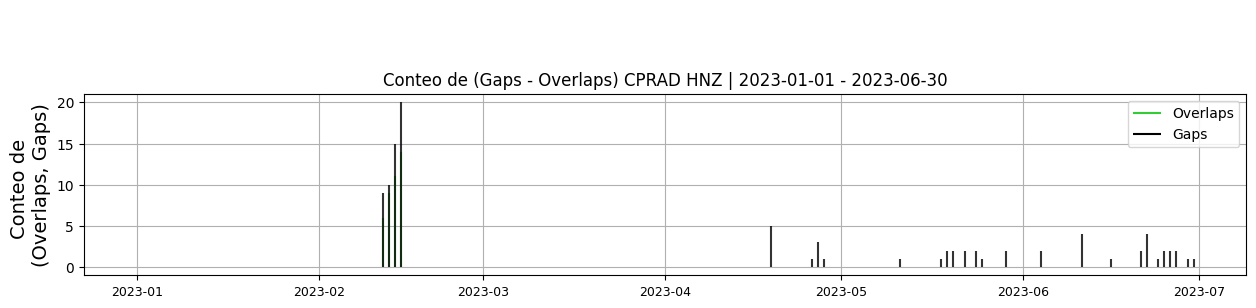 Conteo de (Gaps - Overlaps) CPRAD HNZ | 2023-01-01 - 2023-06-30
Conteo de
(Overlaps, Gaps)
20
15
10
5
0
Overlaps
Gaps
2023-01 2023-02 2023-03 2023-04 2023-05 2023-06 2023-07